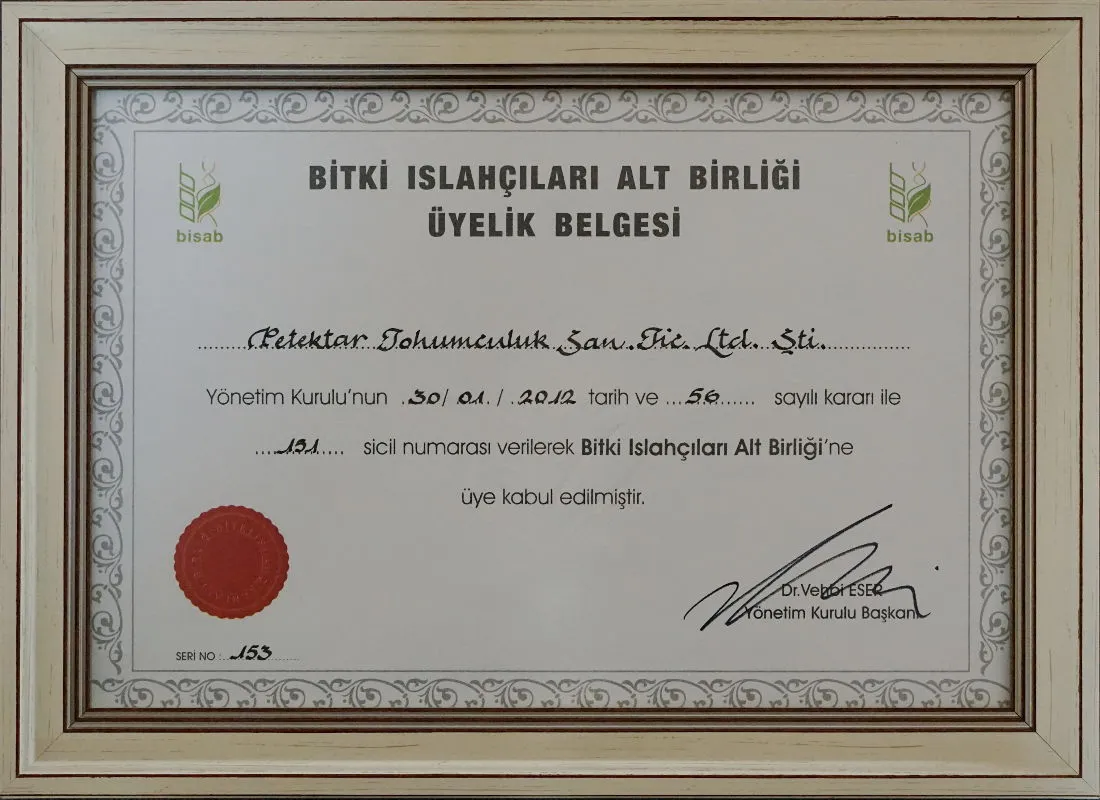 BİTKİ ISLAHÇILARI ALT BİRLİĞİ
ÜYELİK BELGESİ
bisab
bisab
Petektar Tohumculuk San.Tic. Ltd. Şti.
Yönetim Kurulu'nun 30/ 01. / 2012 tarih ve ...56...... sayılı kararı ile
....151.... sicil numarası verilerek Bitki Islahçıları Alt Birliği'ne
üye kabul edilmiştir.
Dr.Vehbi ESER
Yönetim Kurulu Başkanı
SERİ NO : 153